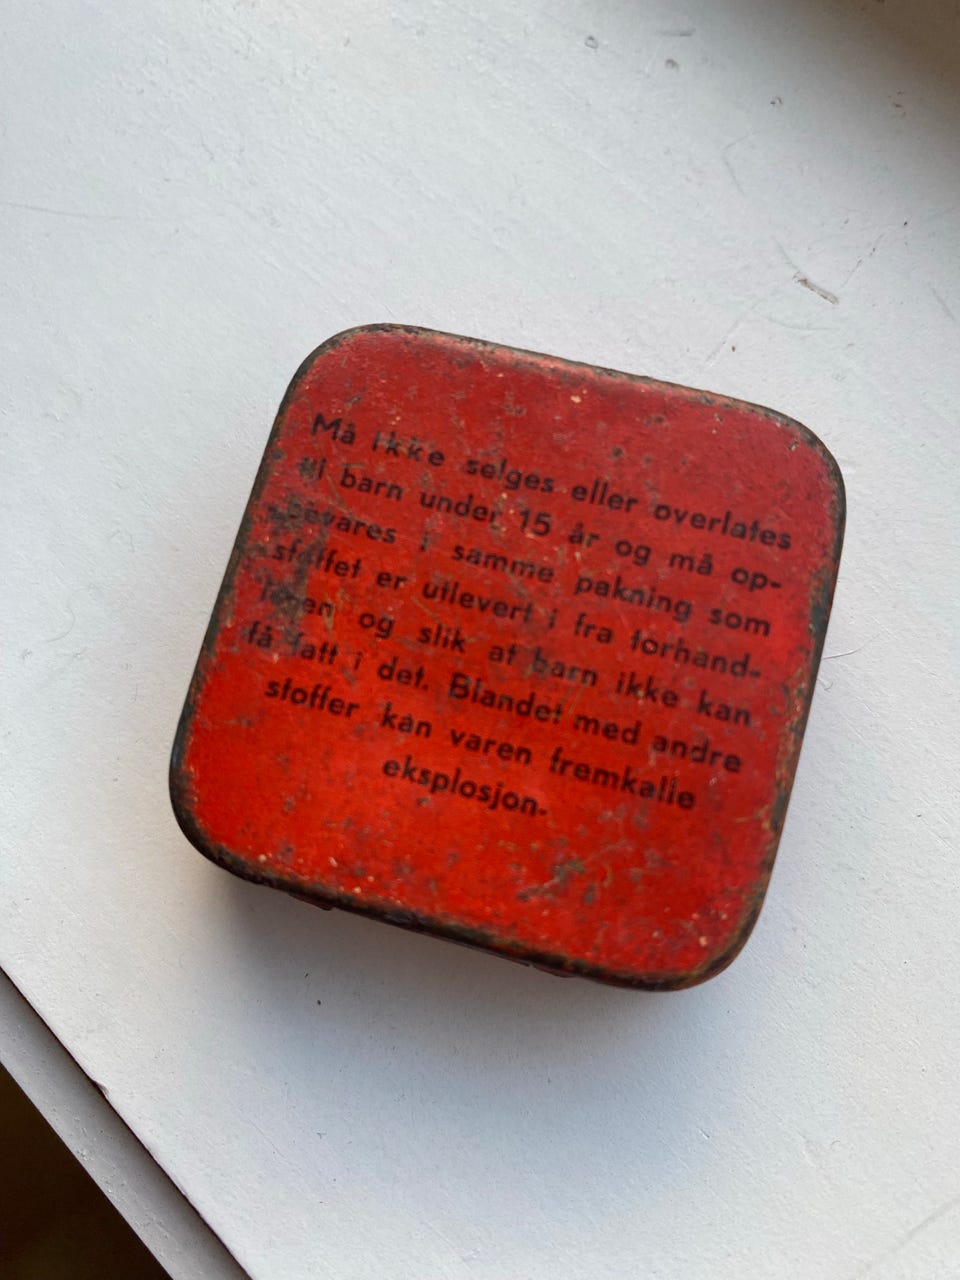 Må ikke selges eller overlates
til barn under 15 år og må op-
bevares i samme pakning som
stoffet er utlevert i fra forhand-
leren og slik at barn ikke kan
få fatt i det. Blandet med andre
stoffer kan varen fremkalle
eksplosjon.